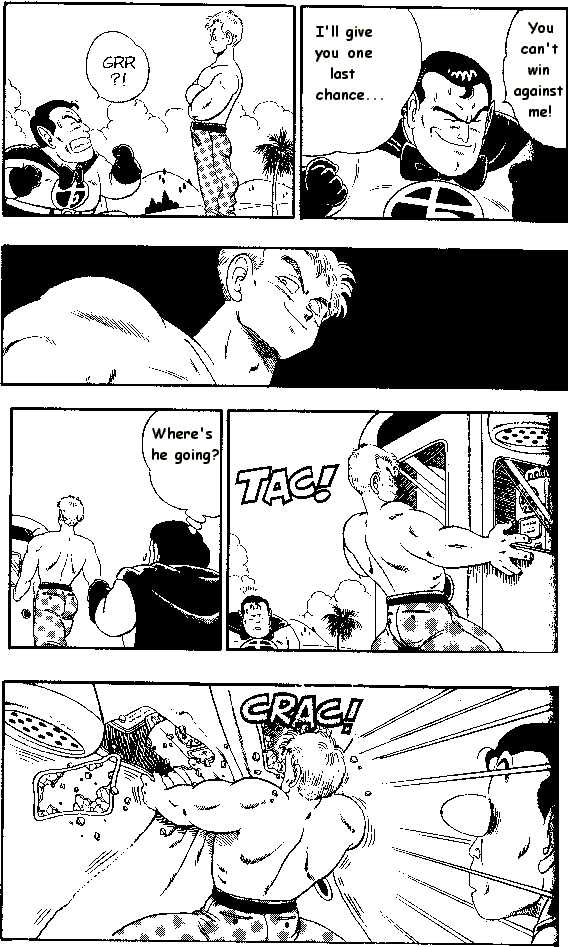 GRR
?!
I'll give
you one
last
chance...
You
can't
win
against
me!
Where's
he going?
TAC!
CRAC!